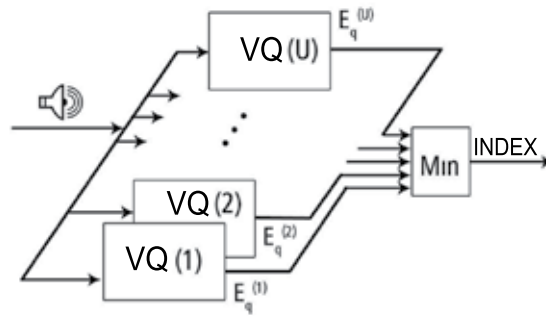 E_q^(U)
VQ (U)
INDEX
Min
VQ (2)
E_q^(2)
VQ (1)
E_q^(1)